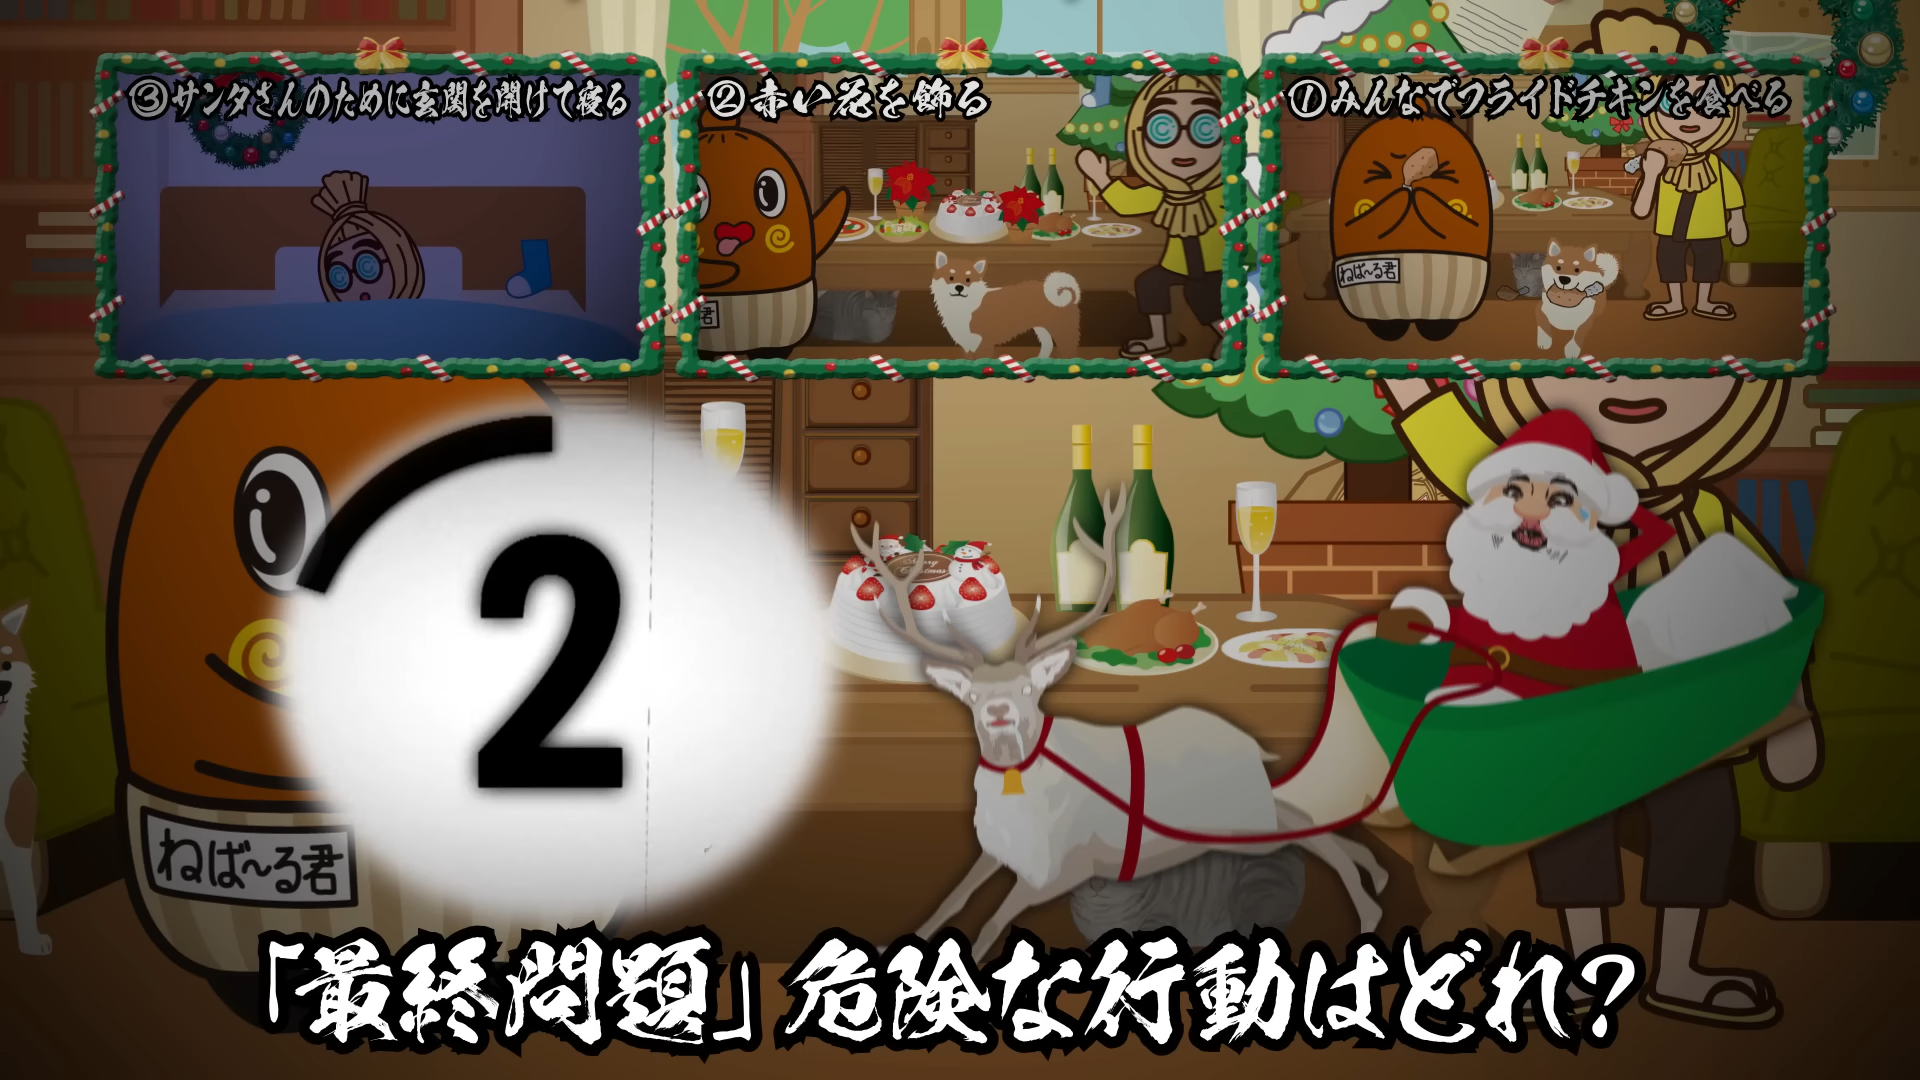 ③サンタさんのために玄関を開けて寝る
②赤い花を飾る
①みんなでフライドチキンを食べる
ねば〜る君
君
2
Merry
Christmas
ねば〜る君
「最終問題」危険な行動はどれ?